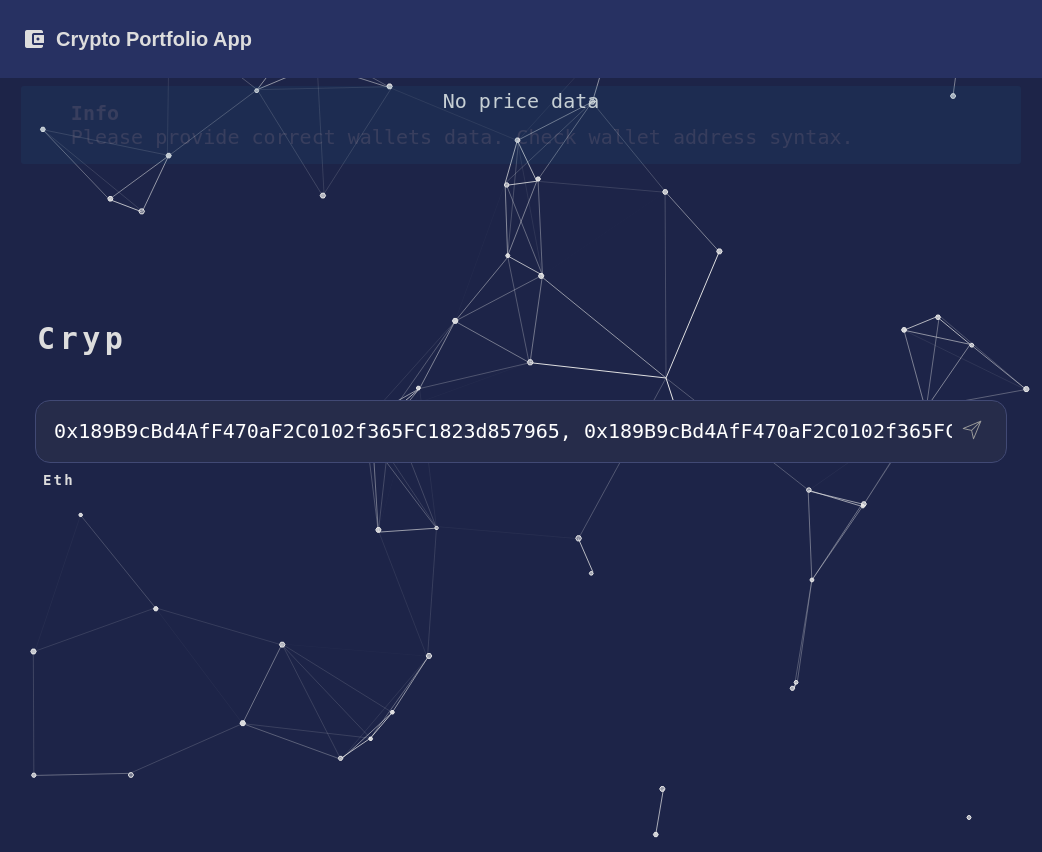 Crypto Portfolio App
No price data
Info
Please provide correct wallets data. Check wallet address syntax.
Cryp
0x189B9cBd4AfF470aF2C0102f365FC1823d857965, 0x189B9cBd4AfF470aF2C0102f365FC
Eth